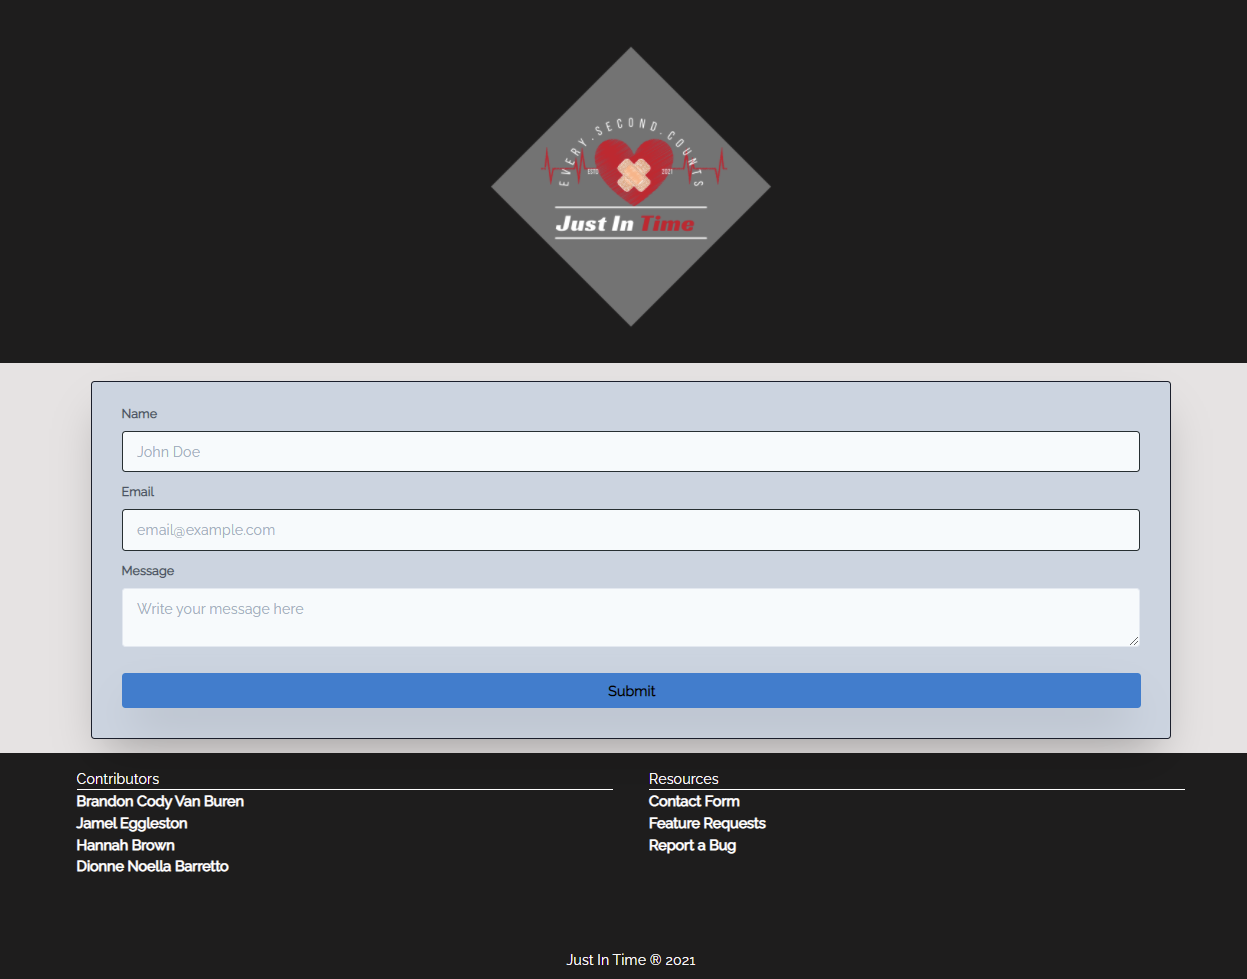 EVERY.SECOND.COUNTS
ESTD 2021
Just In Time
Name
John Doe
Email
email@example.com
Message
Write your message here
Submit
Contributors
Brandon Cody Van Buren
Jamel Eggleston
Hannah Brown
Dionne Noella Barretto
Resources
Contact Form
Feature Requests
Report a Bug
Just In Time ® 2021